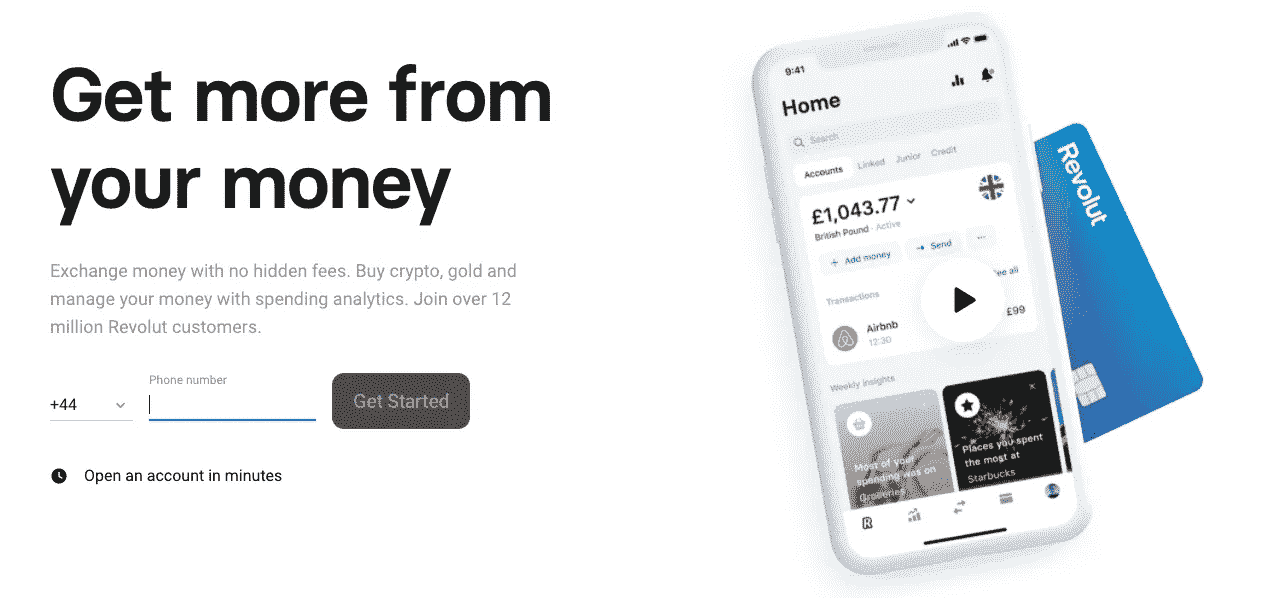 Get more from
your money
Exchange money with no hidden fees. Buy crypto, gold and
manage your money with spending analytics. Join over 12
million Revolut customers.
Phone number
+44
Get Started
Open an account in minutes
9:41
Home
Search
Accounts Linked Junior Credit
£1,043.77
British Pound · Active
+ Add money
Send
···
See all
Transactions
Airbnb
£99
12:30
Weekly insights
Most of your
spending was on
Groceries
Places you spent
the most at
Starbucks
R
Revolut